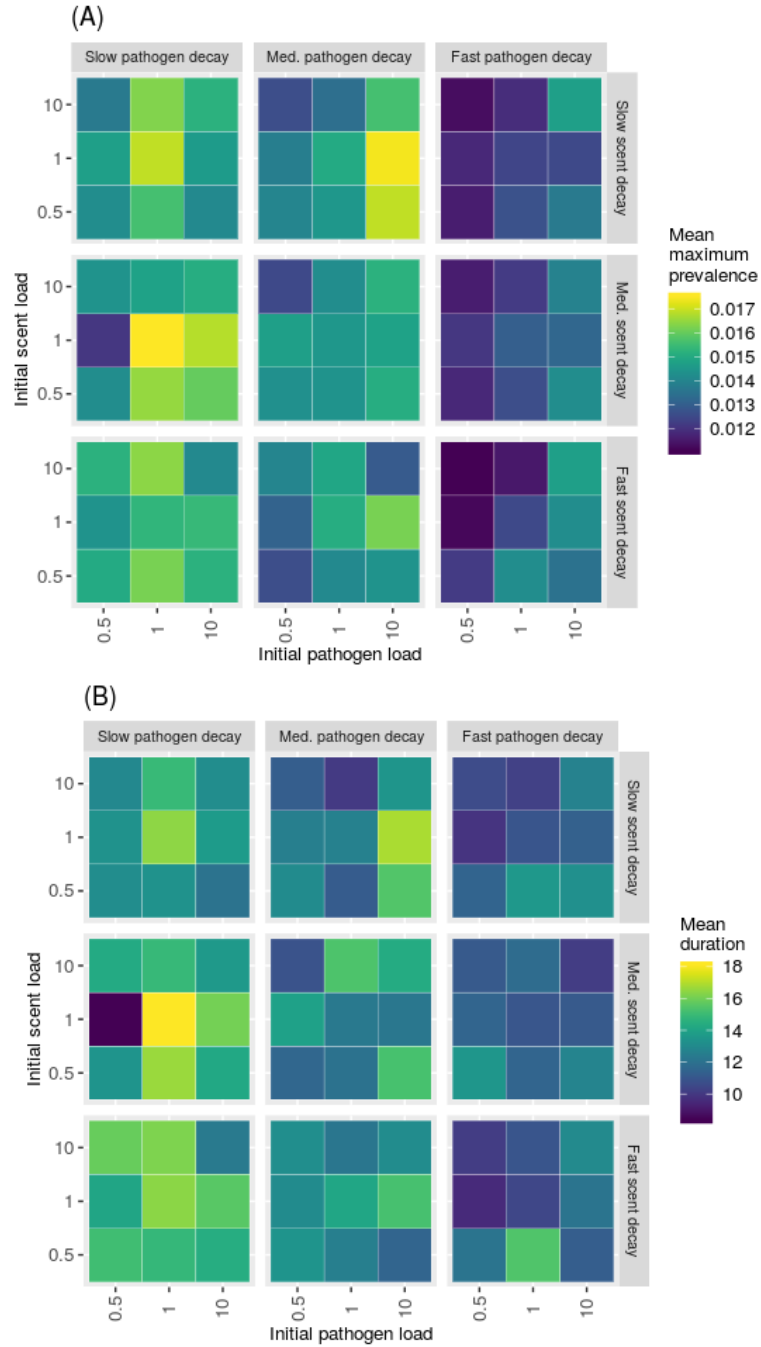 (A)
Slow pathogen decay Med. pathogen decay Fast pathogen decay
10
1
0.5
Slow scent decay
10
1
0.5
Med. scent decay
10
1
0.5
Fast scent decay
Initial scent load
0.5 1 10 0.5 1 10 0.5 1 10
Initial pathogen load
Mean
maximum
prevalence
0.017
0.016
0.015
0.014
0.013
0.012
(B)
Slow pathogen decay Med. pathogen decay Fast pathogen decay
10
1
0.5
Slow scent decay
10
1
0.5
Med. scent decay
10
1
0.5
Fast scent decay
Initial scent load
0.5 1 10 0.5 1 10 0.5 1 10
Initial pathogen load
Mean
duration
18
16
14
12
10